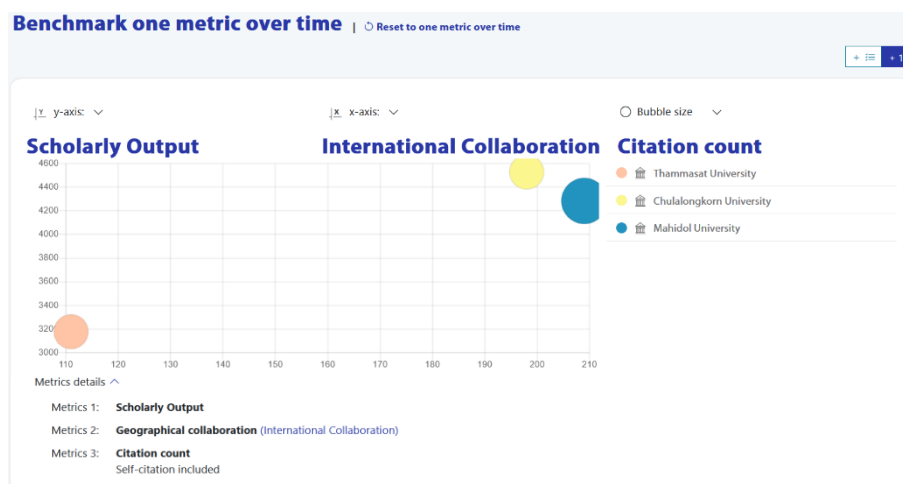 Benchmark one metric over time | Reset to one metric over time
+
+ 1
Y y-axis:
X x-axis:
Bubble size
Scholarly Output
International Collaboration
Citation count
4600
4400
4200
4000
3800
3600
3400
320
3000
110 120 130 140 150 160 170 180 190 200 210
Thammasat University
Chulalongkorn University
Mahidol University
Metrics details
Metrics 1: Scholarly Output
Metrics 2: Geographical collaboration (International Collaboration)
Metrics 3: Citation count
Self-citation included